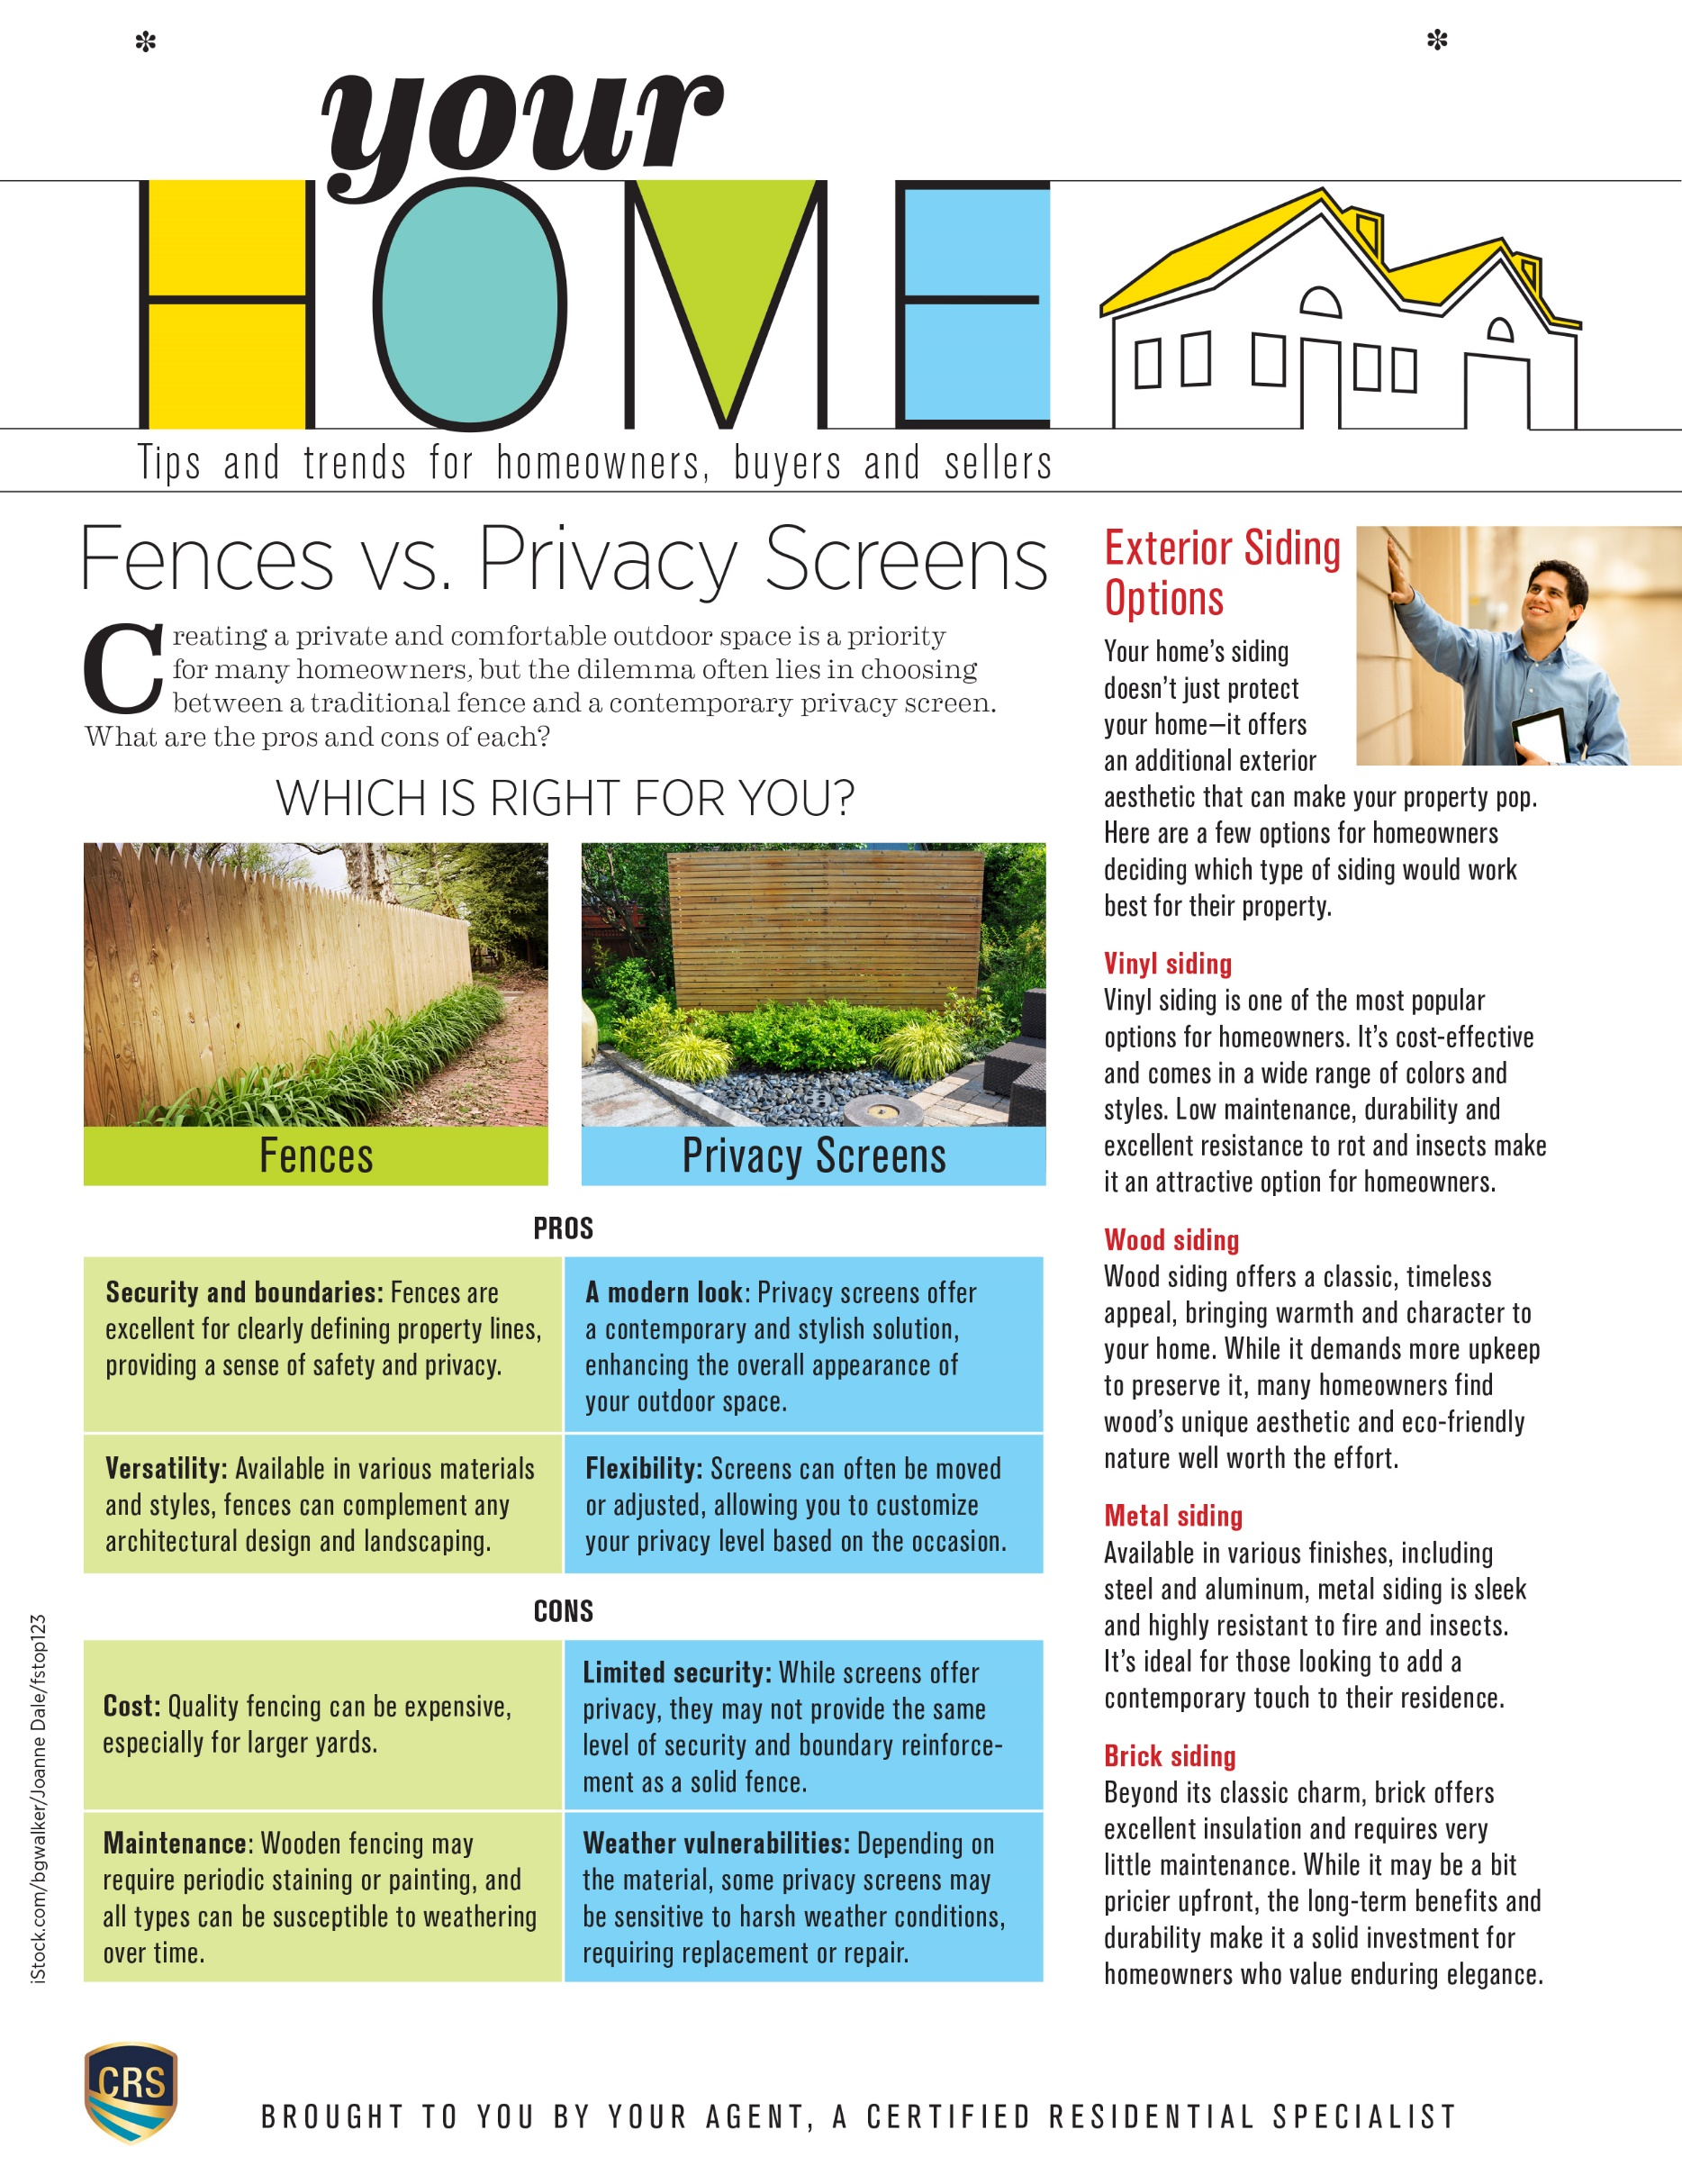 *
*
your
HOME
Tips and trends for homeowners, buyers and sellers
Fences vs. Privacy Screens
Creating a private and comfortable outdoor space is a priority
for many homeowners, but the dilemma often lies in choosing
between a traditional fence and a contemporary privacy screen.
What are the pros and cons of each?
WHICH IS RIGHT FOR YOU?
Fences
Privacy Screens
PROS
Security and boundaries: Fences are
excellent for clearly defining property lines,
providing a sense of safety and privacy.
A modern look: Privacy screens offer
a contemporary and stylish solution,
enhancing the overall appearance of
your outdoor space.
Versatility: Available in various materials
and styles, fences can complement any
architectural design and landscaping.
Flexibility: Screens can often be moved
or adjusted, allowing you to customize
your privacy level based on the occasion.
CONS
Cost: Quality fencing can be expensive,
especially for larger yards.
Limited security: While screens offer
privacy, they may not provide the same
level of security and boundary reinforce-
ment as a solid fence.
Maintenance: Wooden fencing may
require periodic staining or painting, and
all types can be susceptible to weathering
over time.
Weather vulnerabilities: Depending on
the material, some privacy screens may
be sensitive to harsh weather conditions,
requiring replacement or repair.
iStock.com/bgwalker/Joanne Dale/fstop123
Exterior Siding
Options
Your home's siding
doesn't just protect
your home—it offers
an additional exterior
aesthetic that can make your property pop.
Here are a few options for homeowners
deciding which type of siding would work
best for their property.
Vinyl siding
Vinyl siding is one of the most popular
options for homeowners. It's cost-effective
and comes in a wide range of colors and
styles. Low maintenance, durability and
excellent resistance to rot and insects make
it an attractive option for homeowners.
Wood siding
Wood siding offers a classic, timeless
appeal, bringing warmth and character to
your home. While it demands more upkeep
to preserve it, many homeowners find
wood's unique aesthetic and eco-friendly
nature well worth the effort.
Metal siding
Available in various finishes, including
steel and aluminum, metal siding is sleek
and highly resistant to fire and insects.
It's ideal for those looking to add a
contemporary touch to their residence.
Brick siding
Beyond its classic charm, brick offers
excellent insulation and requires very
little maintenance. While it may be a bit
pricier upfront, the long-term benefits and
durability make it a solid investment for
homeowners who value enduring elegance.
CRS
BROUGHT TO YOU BY YOUR AGENT, A CERTIFIED RESIDENTIAL SPECIALIST